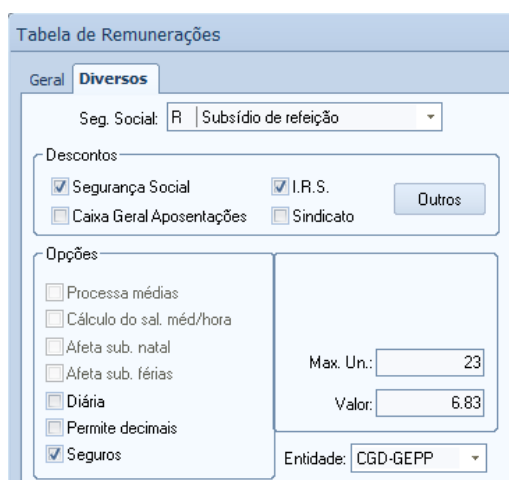 Tabela de Remunerações
Geral Diversos
Seg. Social: R Subsídio de refeição
Descontos
Segurança Social I.R.S. Outros
Caixa Geral Aposentações Sindicato
Opções
Processa médias
Cálculo do sal. méd/hora
Afeta sub. natal
Afeta sub. férias
Diária
Permite decimais
Seguros
Max. Un.: 23
Valor: 6.83
Entidade: CGD-GEPP